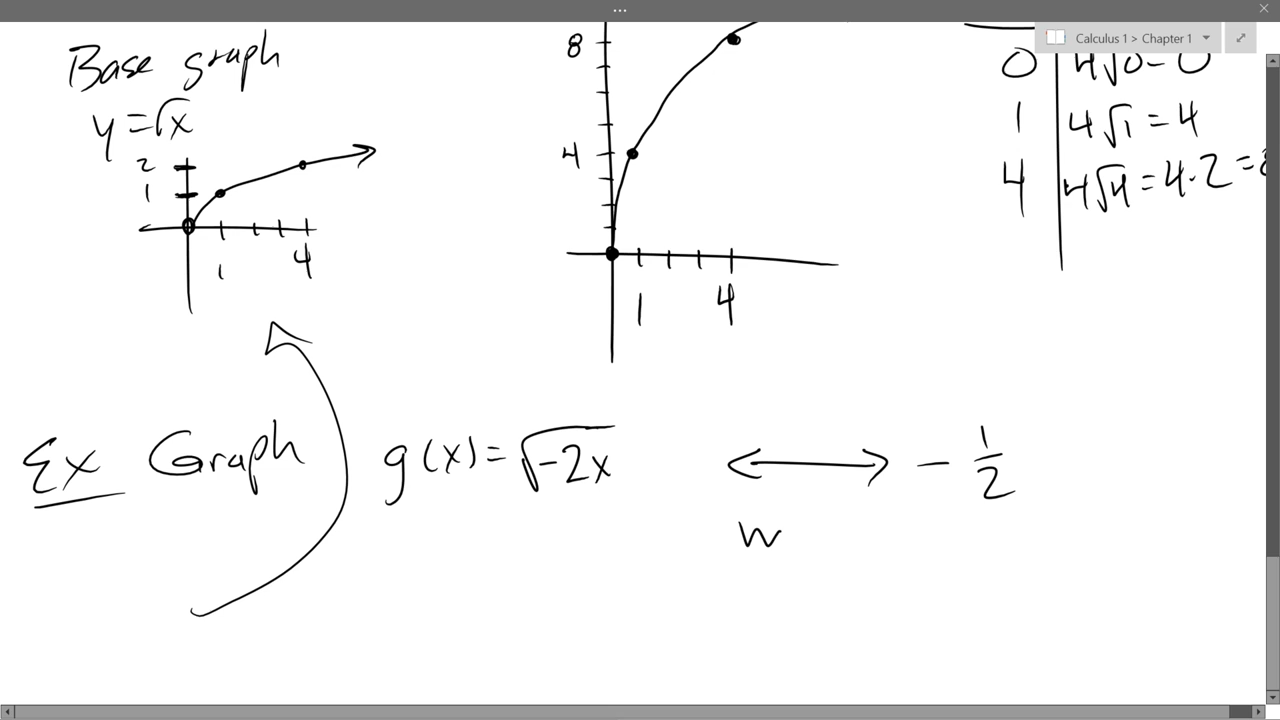 Calculus 1 > Chapter 1
Base graph
y = √x
2
1
1 4
8
4
1 4
0 4√0 = 0
1 4√1 = 4
4 4√4 = 4·2 = 8
Ex Graph g(x) = √-2x ⟷ - 1/2
w